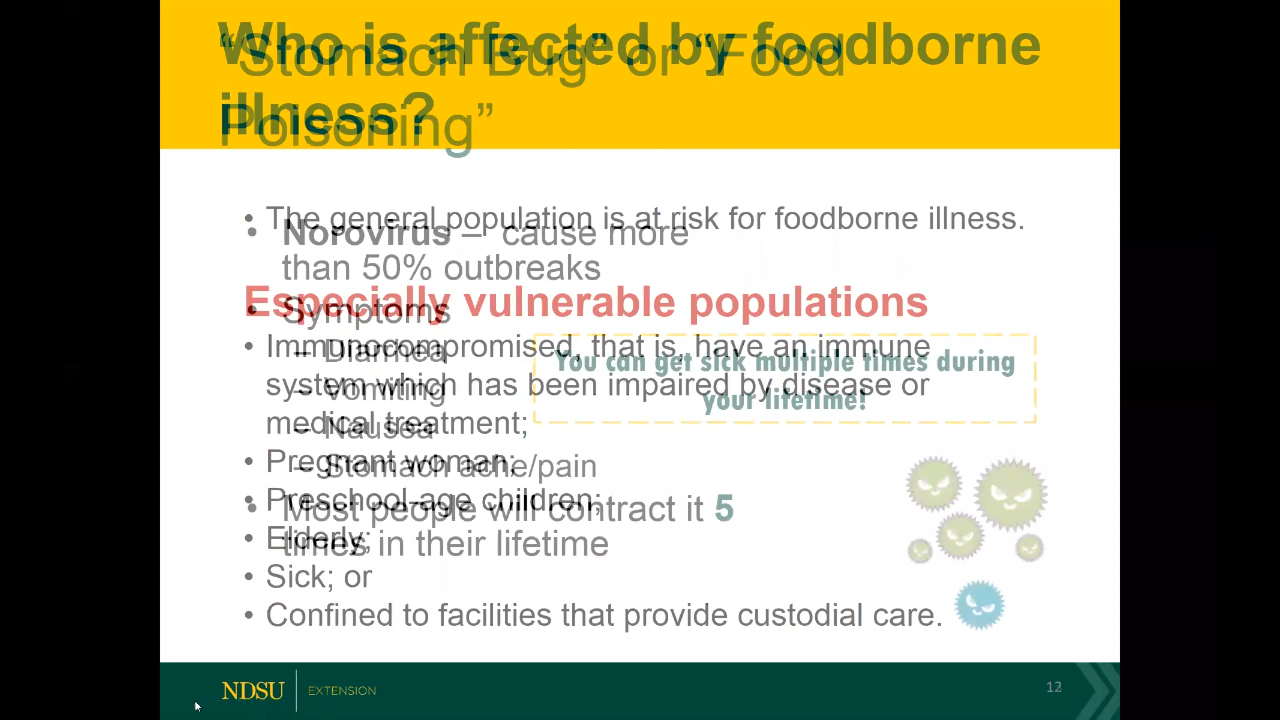 Who is affected by foodborne
illness?
“Stomach Bug” or “Food
Poisoning”
• The general population is at risk for foodborne illness.
Especially vulnerable populations
• Immunocompromised, that is, have an immune
system which has been impaired by disease or
medical treatment;
• Pregnant woman;
• Preschool-age children;
• Elderly;
• Sick; or
• Confined to facilities that provide custodial care.
• Norovirus – cause more
than 50% outbreaks
• Symptoms
– Diarrhea
– Vomiting
– Nausea
– Stomach ache/pain
• Most people will contract it 5
times in their lifetime
You can get sick multiple times during
your lifetime!
NDSU EXTENSION